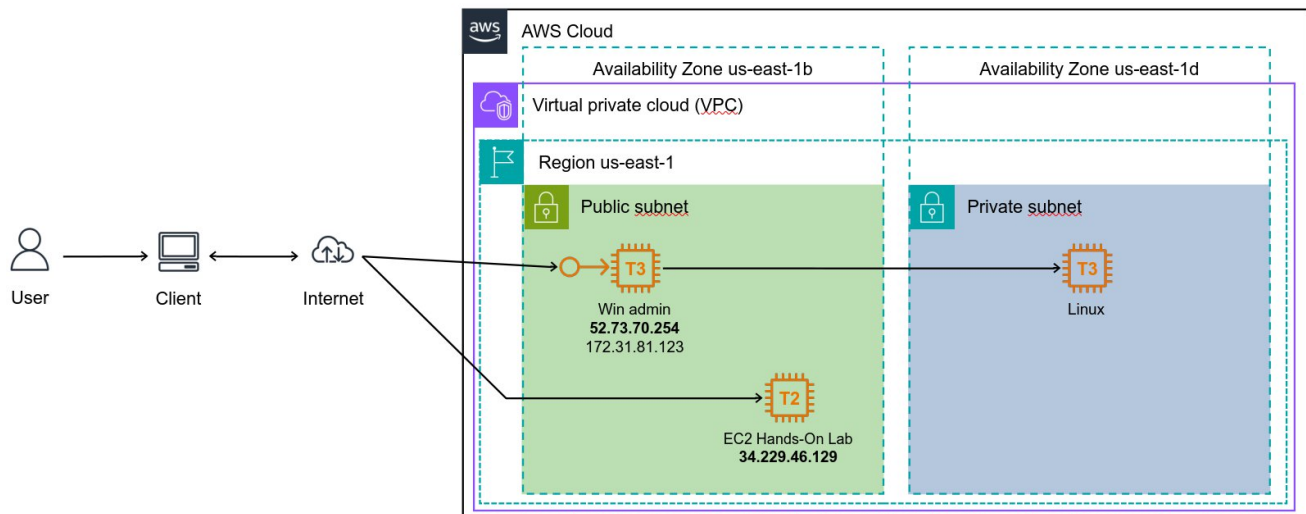 aws
AWS Cloud
Availability Zone us-east-1b
Availability Zone us-east-1d
Virtual private cloud (VPC)
Region us-east-1
Public subnet
Private subnet
T3
T3
User
Client
Internet
Win admin
52.73.70.254
172.31.81.123
Linux
T2
EC2 Hands-On Lab
34.229.46.129